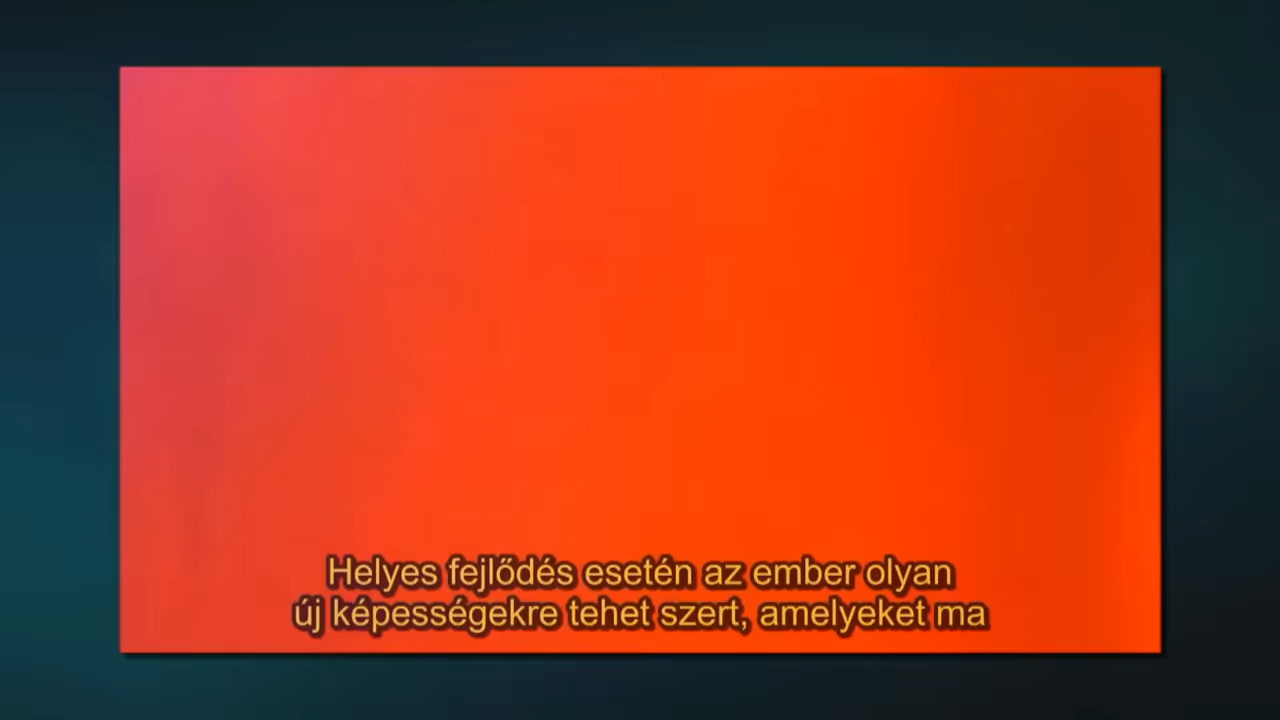 Helyes fejlődés esetén az ember olyan
új képességekre tehet szert, amelyeket ma